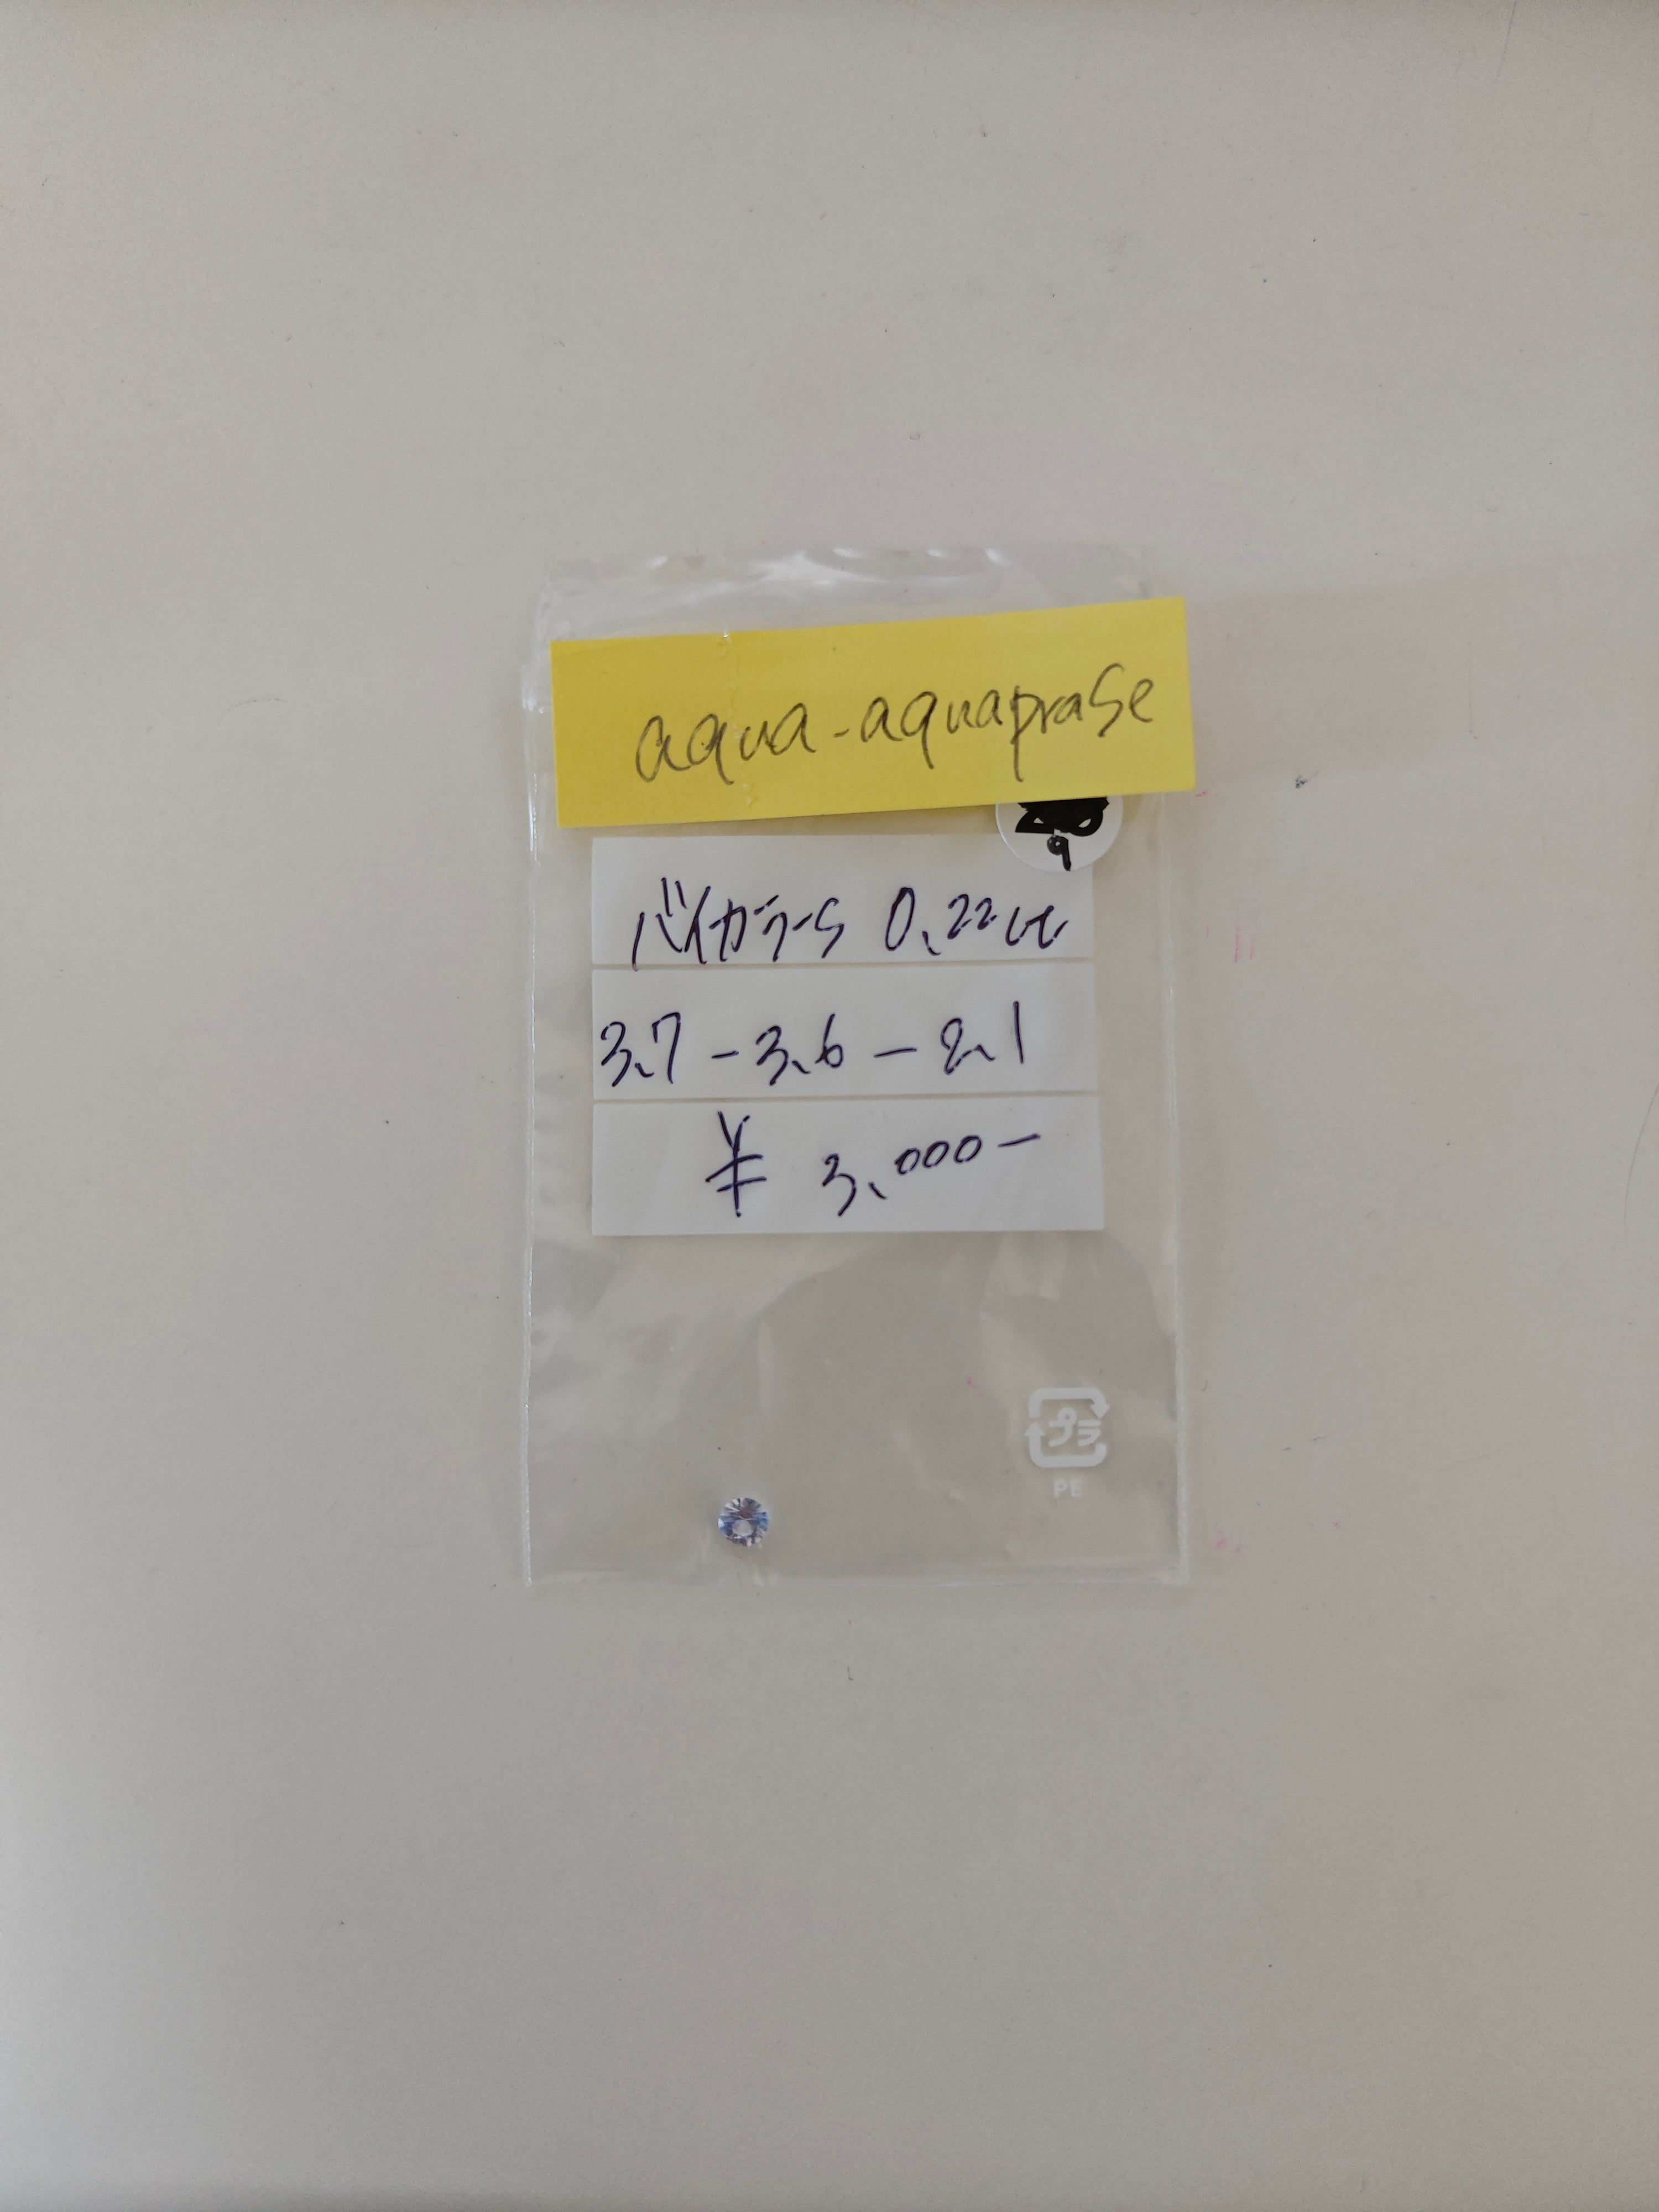 aqua-aquaprase
バイカラーS 0.22ct
3.7-3.6-2.1
¥ 3,000-
プラ
PE